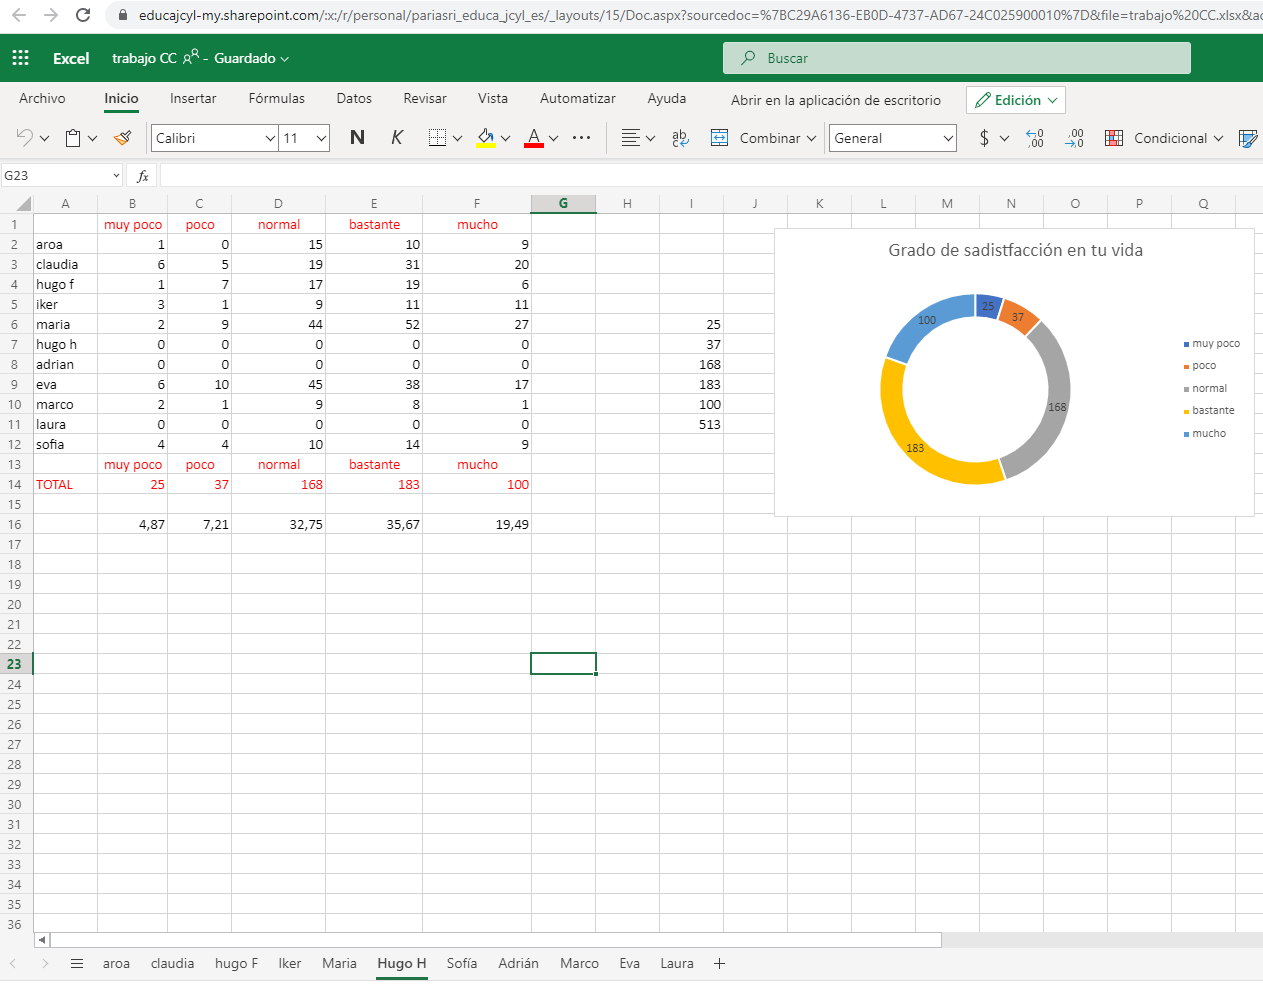 educajcyl-my.sharepoint.com/:x:/r/personal/pariasri_educa_jcyl_es/_layouts/15/Doc.aspx?sourcedoc=%7BC29A6136-EB0D-4737-AD67-24C025900010%7D&file=trabajo%20CC.xlsx&ac
Excel trabajo CC - Guardado Buscar
Archivo Inicio Insertar Fórmulas Datos Revisar Vista Automatizar Ayuda Abrir en la aplicación de escritorio Edición
Calibri 11 N K A ... ab Combinar General $ Condicional
G23 fx
A B C D E F G H I J K L M N O P Q
1 muy poco poco normal bastante mucho
2 aroa 1 0 15 10 9
3 claudia 6 5 19 31 20
4 hugo f 1 7 17 19 6
5 iker 3 1 9 11 11
6 maria 2 9 44 52 27 25
7 hugo h 0 0 0 0 0 37
8 adrian 0 0 0 0 0 168
9 eva 6 10 45 38 17 183
10 marco 2 1 9 8 1 100
11 laura 0 0 0 0 0 513
12 sofia 4 4 10 14 9
13 muy poco poco normal bastante mucho
14 TOTAL 25 37 168 183 100
15
16 4,87 7,21 32,75 35,67 19,49
17
18
19
20
21
22
23
24
25
26
27
28
29
30
31
32
33
34
35
36
Grado de sadistfacción en tu vida
25
37
100
168
183
muy poco
poco
normal
bastante
mucho
aroa claudia hugo F Iker Maria Hugo H Sofía Adrián Marco Eva Laura +